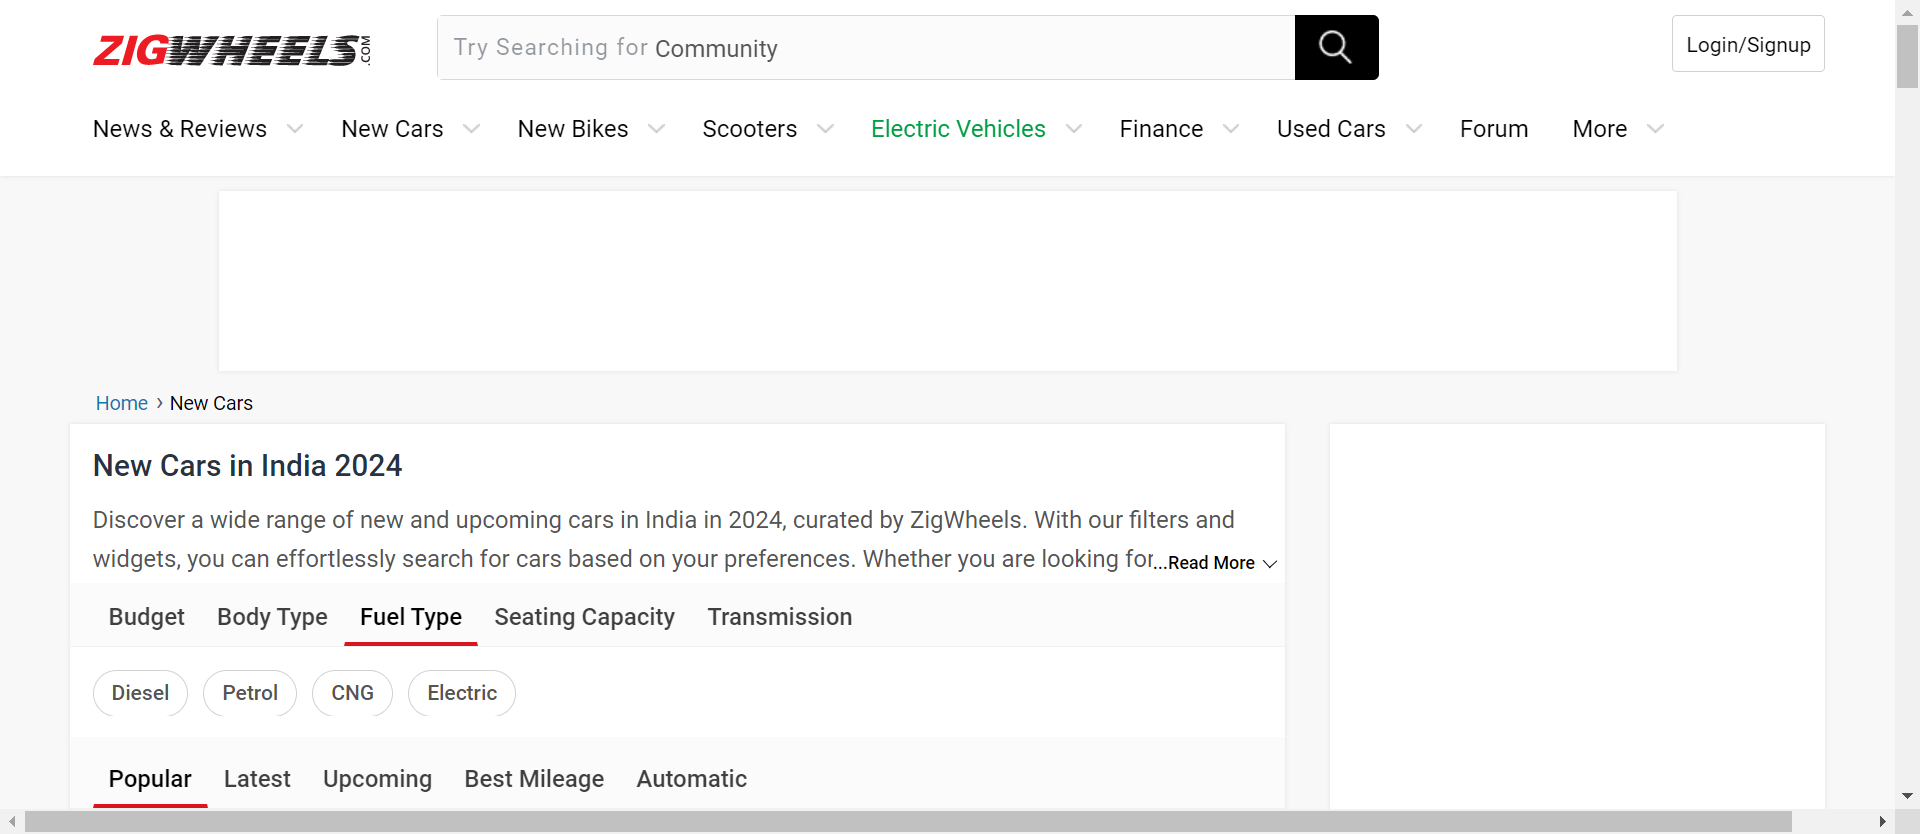 ZIGWHEELS.COM
Try Searching for Community
Login/Signup
News & Reviews New Cars New Bikes Scooters Electric Vehicles Finance Used Cars Forum More
Home › New Cars
New Cars in India 2024
Discover a wide range of new and upcoming cars in India in 2024, curated by ZigWheels. With our filters and
widgets, you can effortlessly search for cars based on your preferences. Whether you are looking for...Read More
Budget Body Type Fuel Type Seating Capacity Transmission
Diesel Petrol CNG Electric
Popular Latest Upcoming Best Mileage Automatic